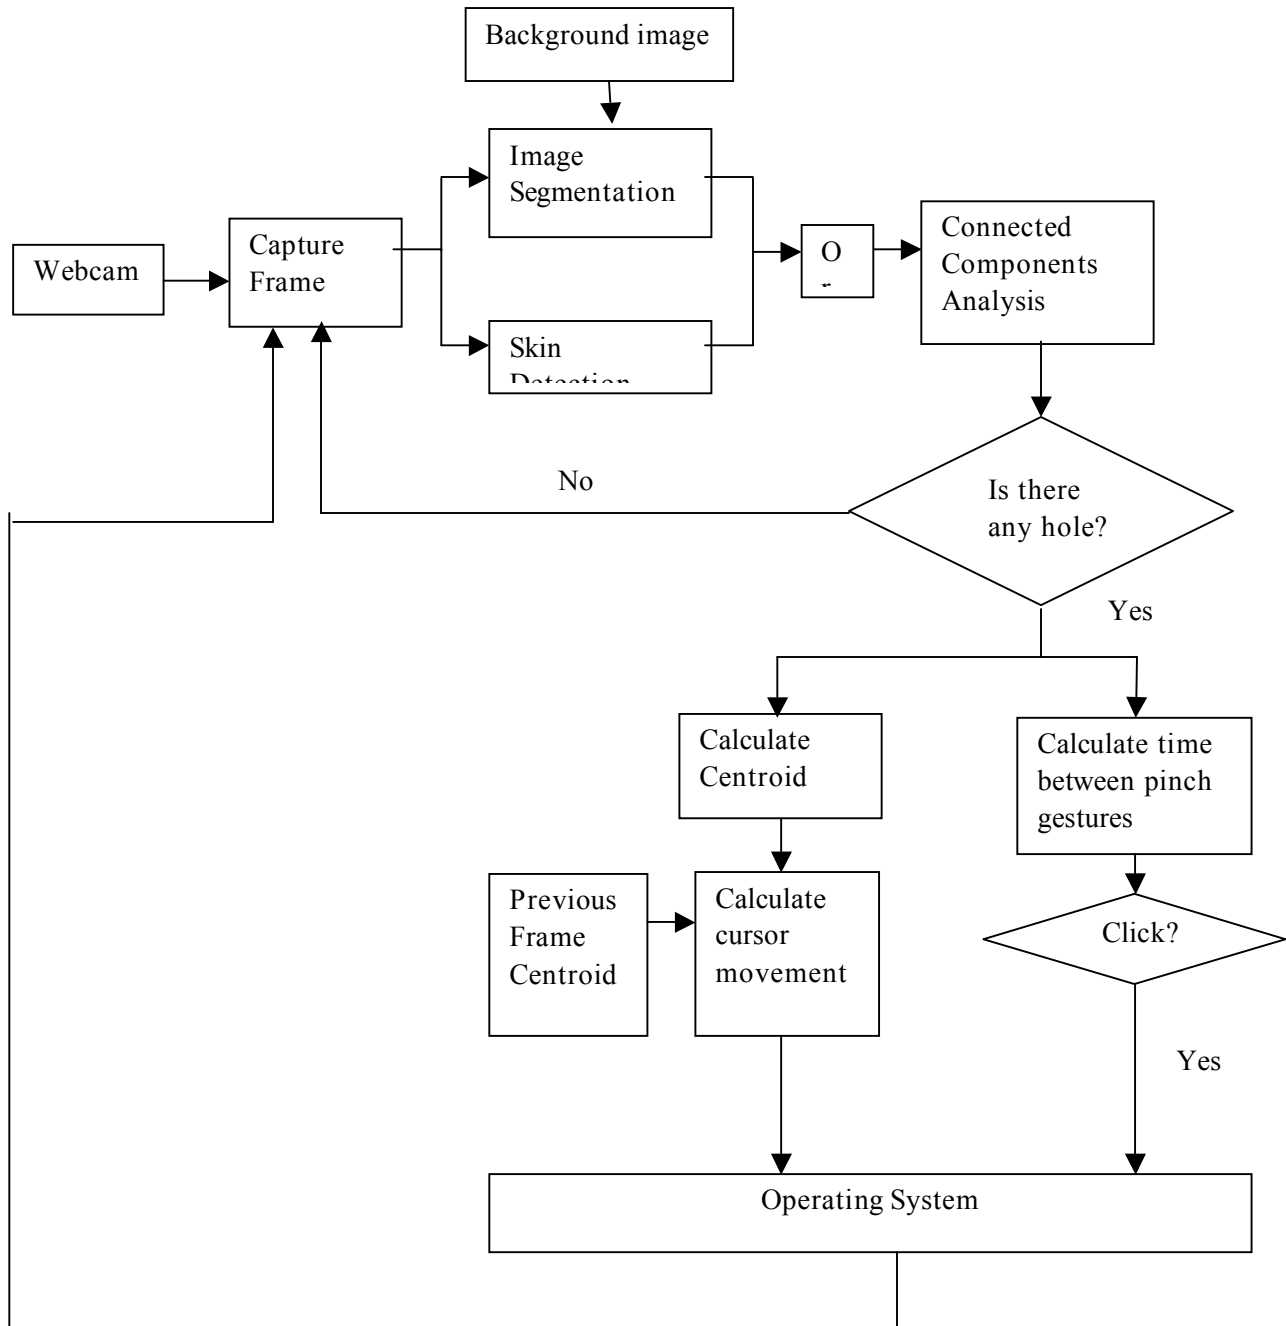 Background image
Image
Segmentation
Webcam
Capture
Frame
O
r
Connected
Components
Analysis
Skin
Detection
No
Is there
any hole?
Yes
Calculate
Centroid
Calculate time
between pinch
gestures
Previous
Frame
Centroid
Calculate
cursor
movement
Click?
Yes
Operating System